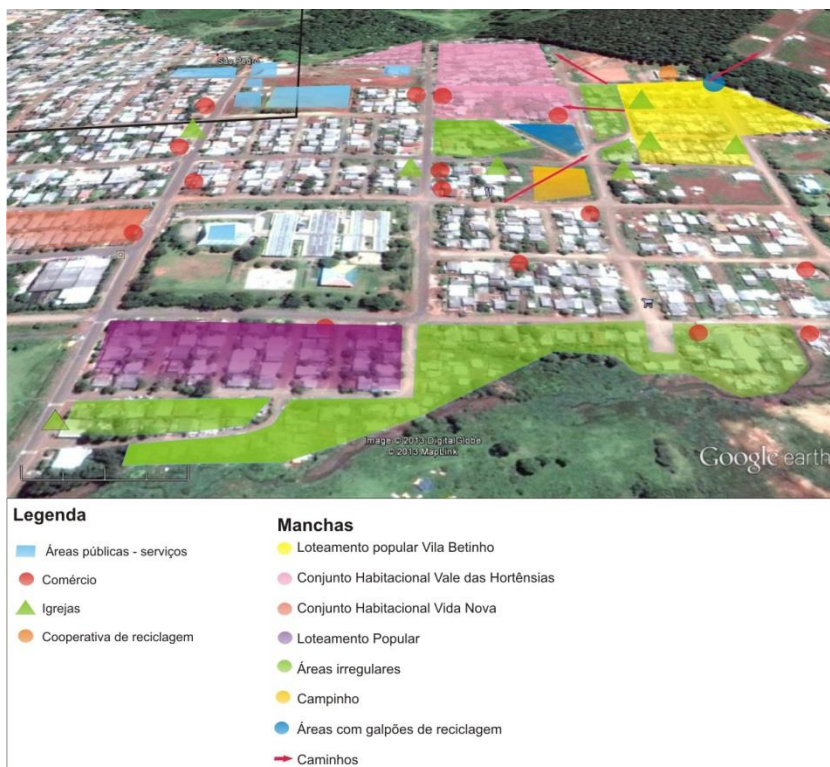 São Pedro
Image © 2013 DigitalGlobe
© 2013 MapLink
Google earth
Legenda
Áreas públicas - serviços
Comércio
Igrejas
Cooperativa de reciclagem
Manchas
Loteamento popular Vila Betinho
Conjunto Habitacional Vale das Hortênsias
Conjunto Habitacional Vida Nova
Loteamento Popular
Áreas irregulares
Campinho
Áreas com galpões de reciclagem
Caminhos